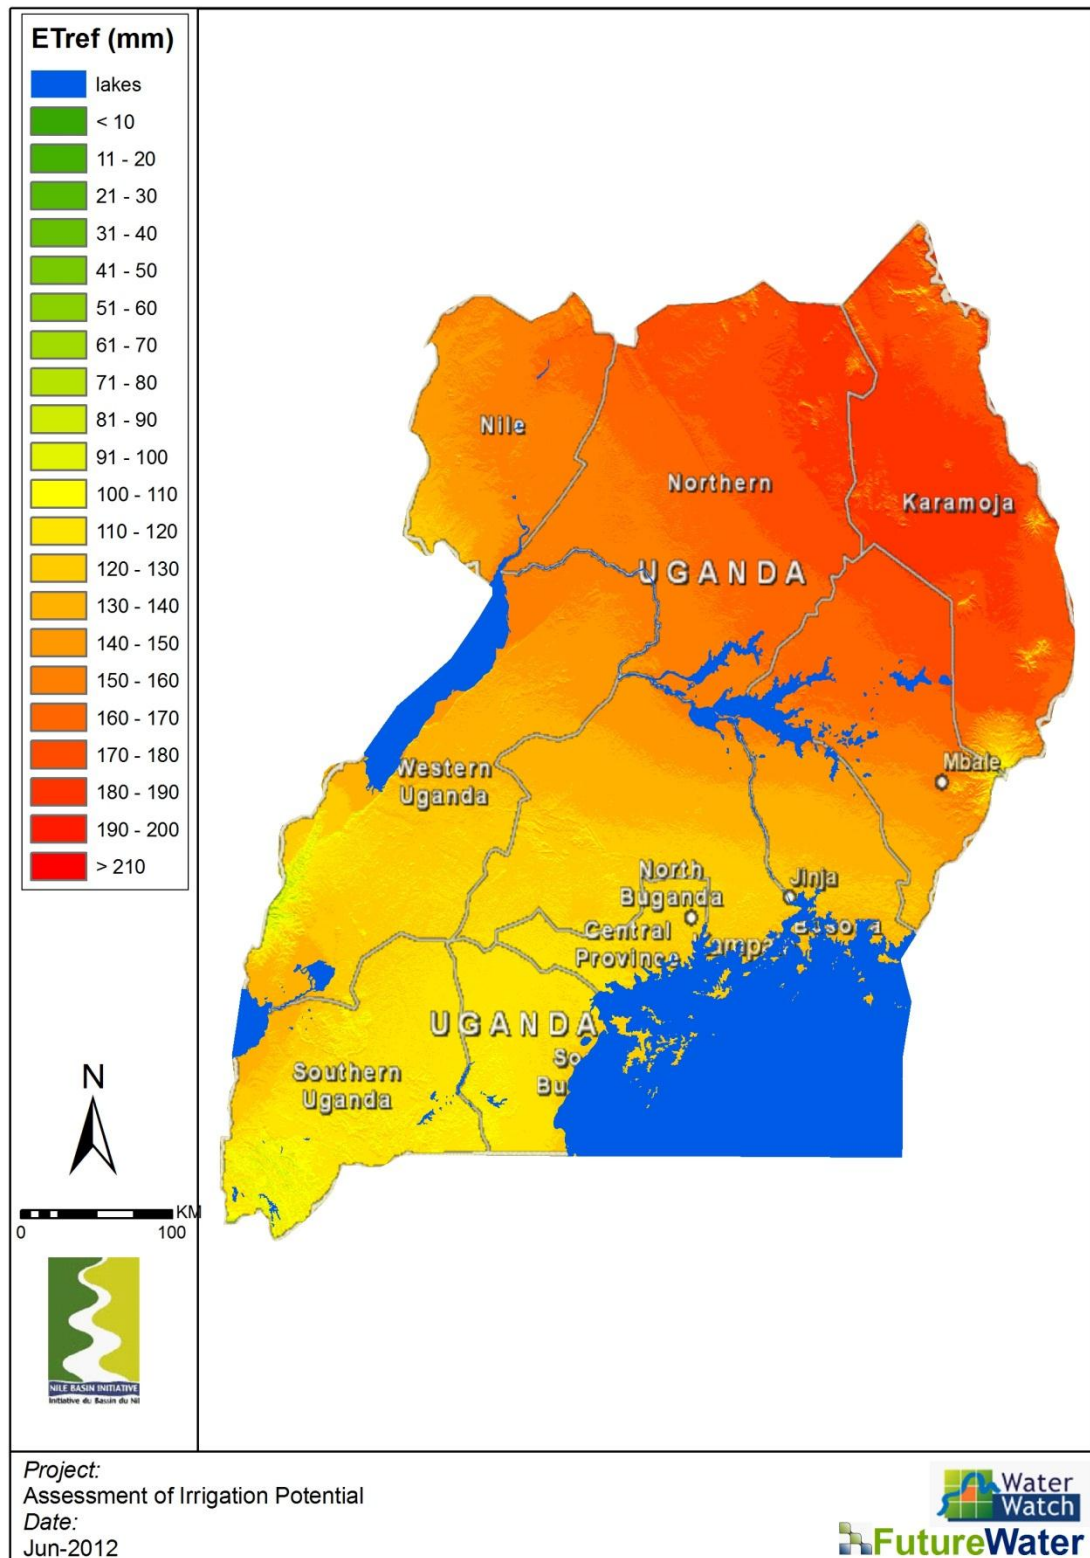 ETref (mm)
lakes
< 10
11 - 20
21 - 30
31 - 40
41 - 50
51 - 60
61 - 70
71 - 80
81 - 90
91 - 100
100 - 110
110 - 120
120 - 130
130 - 140
140 - 150
150 - 160
160 - 170
170 - 180
180 - 190
190 - 200
> 210
Nile
Northern
Karamoja
UGANDA
Western
Uganda
Mbale
North
Buganda
Jinja
Central
Province
UGANDA
So
Bu
Southern
Uganda
N
KM
0 100
NILE BASIN INITIATIVE
Initiative du Bassin du Nil
Project:
Assessment of Irrigation Potential
Date:
Jun-2012
Water
Watch
FutureWater